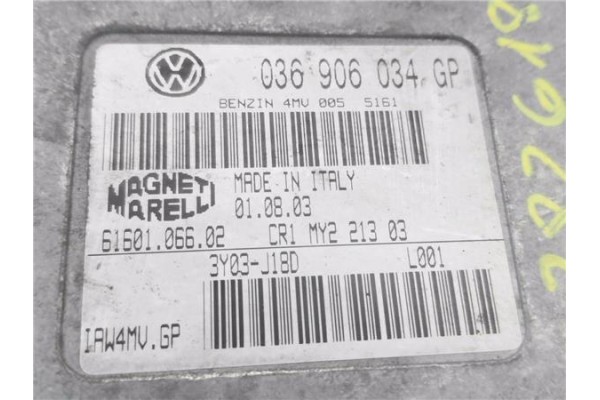 036 906 034 GP
BENZIN 4MV 005 5161
MAGNETI MARELLI
MADE IN ITALY
01.08.03
61601.066.02 CR1 MY2 213 03
3Y03-J18D L001
IAW4MV.GP